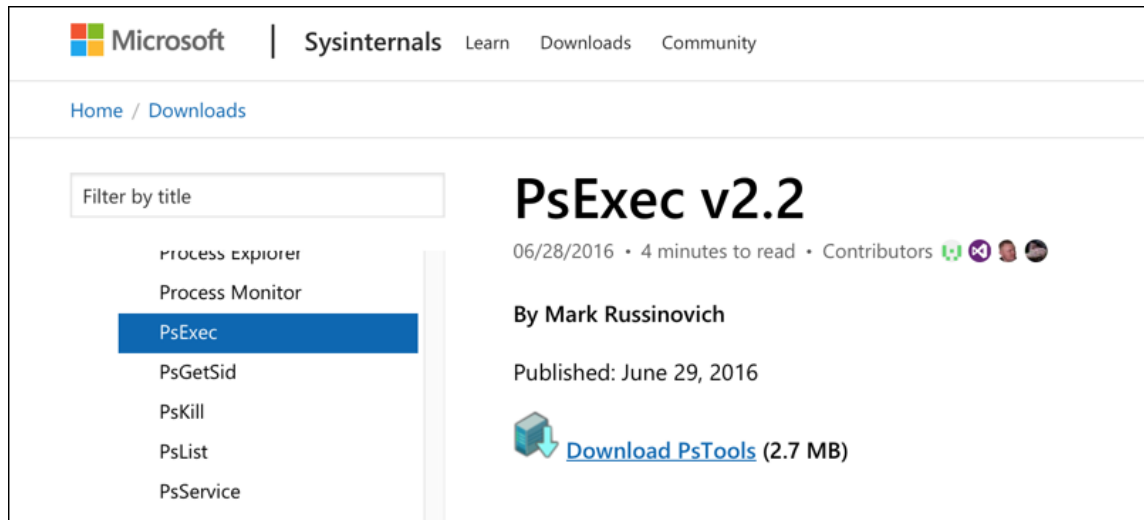 Microsoft | Sysinternals Learn Downloads Community
Home / Downloads
Filter by title
Process Explorer
Process Monitor
PsExec
PsGetSid
PsKill
PsList
PsService
PsExec v2.2
06/28/2016 • 4 minutes to read • Contributors
By Mark Russinovich
Published: June 29, 2016
Download PsTools (2.7 MB)